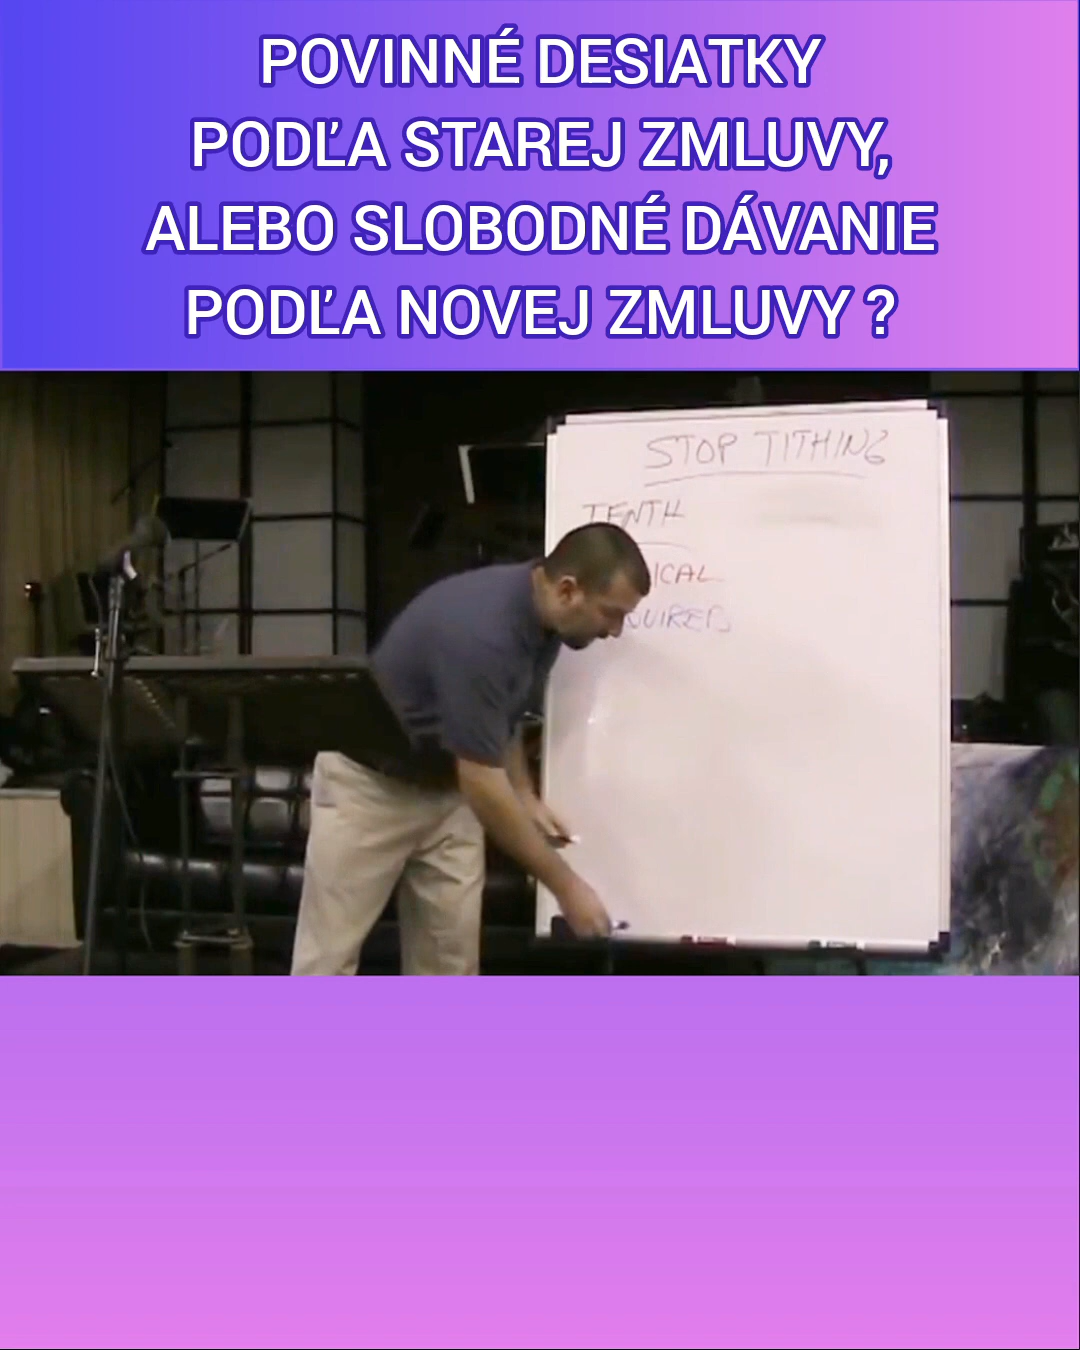 POVINNÉ DESIATKY
PODĽA STAREJ ZMLUVY,
ALEBO SLOBODNÉ DÁVANIE
PODĽA NOVEJ ZMLUVY ?
STOP TITHING
TENTH